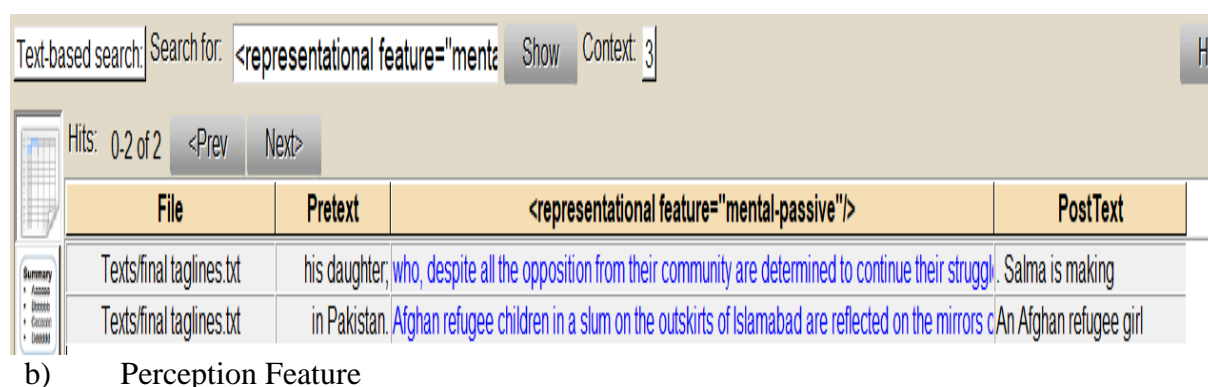 Text-based search: Search for: <representational feature="menta Show Context: 3 H
Hits: 0-2 of 2 <Prev Next>
File Pretext <representational feature="mental-passive"/> PostText
Texts/final taglines.txt his daughter; who, despite all the opposition from their community are determined to continue their struggl . Salma is making
Texts/final taglines.txt in Pakistan. Afghan refugee children in a slum on the outskirts of Islamabad are reflected on the mirrors o An Afghan refugee girl
Summary
b) Perception Feature